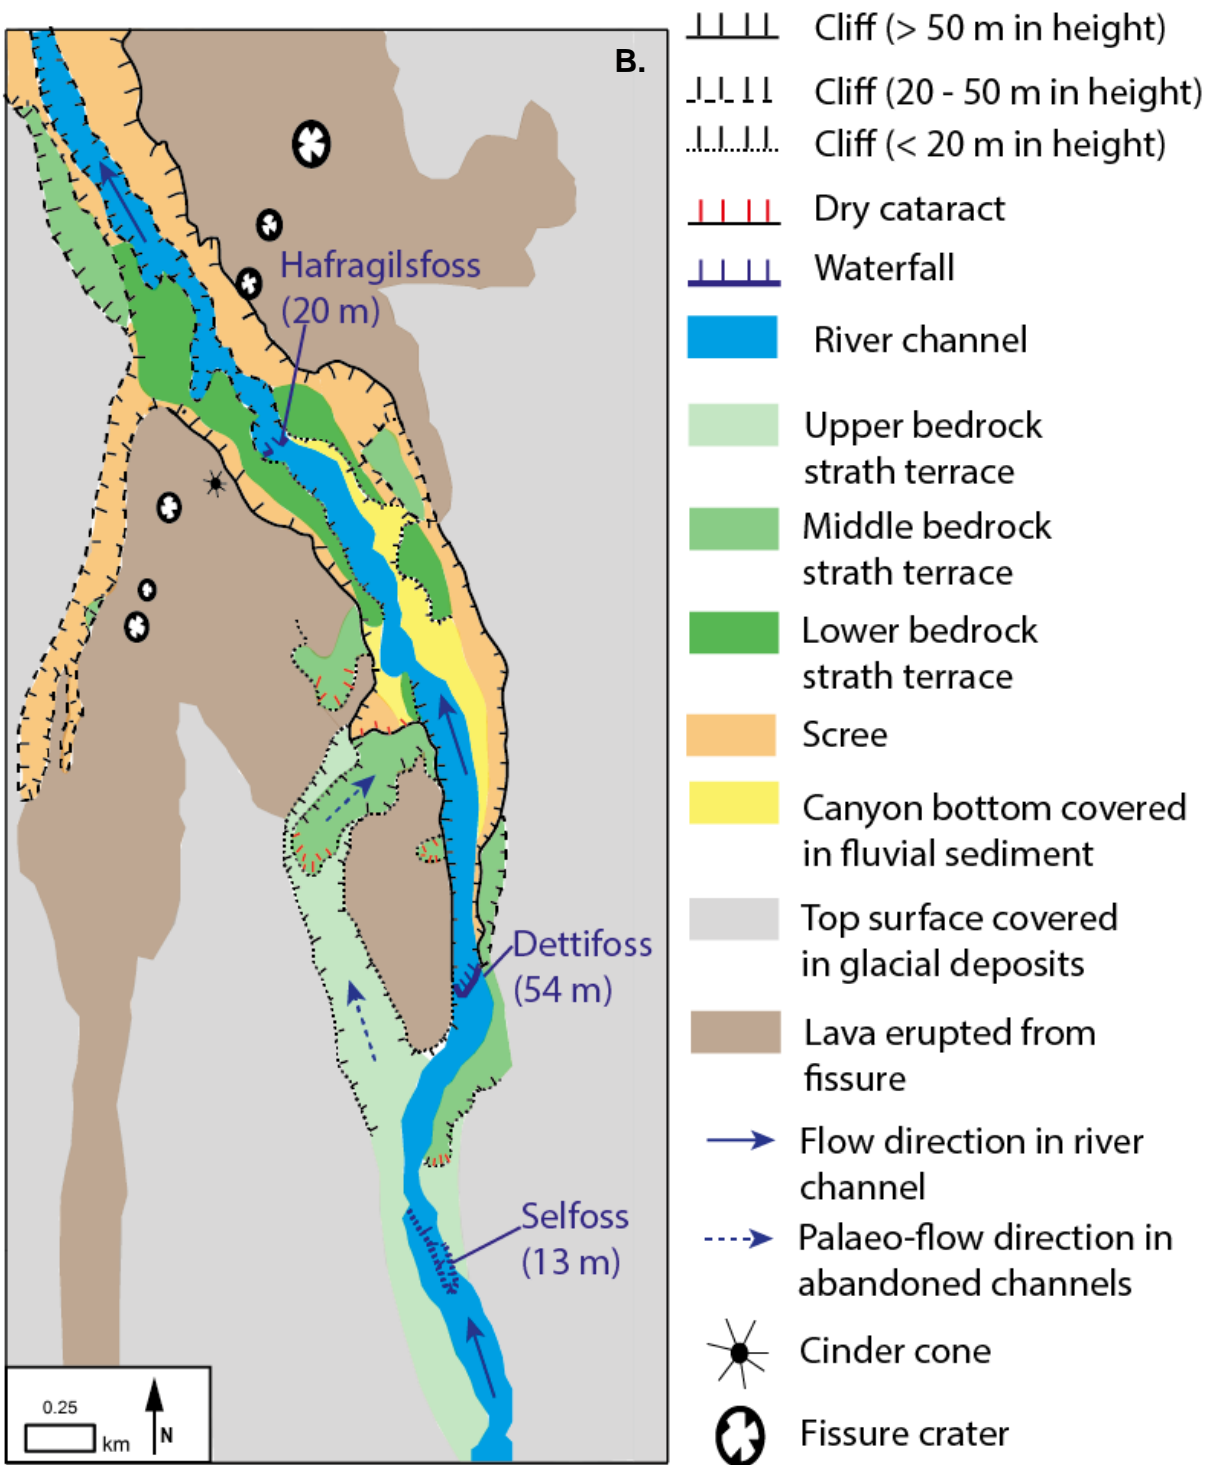 B.
Hafragilsfoss
(20 m)
Dettifoss
(54 m)
Selfoss
(13 m)
0.25
km
N
Cliff (> 50 m in height)
Cliff (20 - 50 m in height)
Cliff (< 20 m in height)
Dry cataract
Waterfall
River channel
Upper bedrock
strath terrace
Middle bedrock
strath terrace
Lower bedrock
strath terrace
Scree
Canyon bottom covered
in fluvial sediment
Top surface covered
in glacial deposits
Lava erupted from
fissure
Flow direction in river
channel
Palaeo-flow direction in
abandoned channels
Cinder cone
Fissure crater